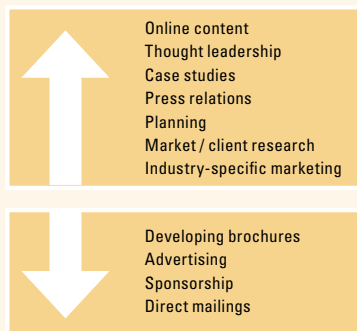 Online content
Thought leadership
Case studies
Press relations
Planning
Market / client research
Industry-specific marketing
Developing brochures
Advertising
Sponsorship
Direct mailings